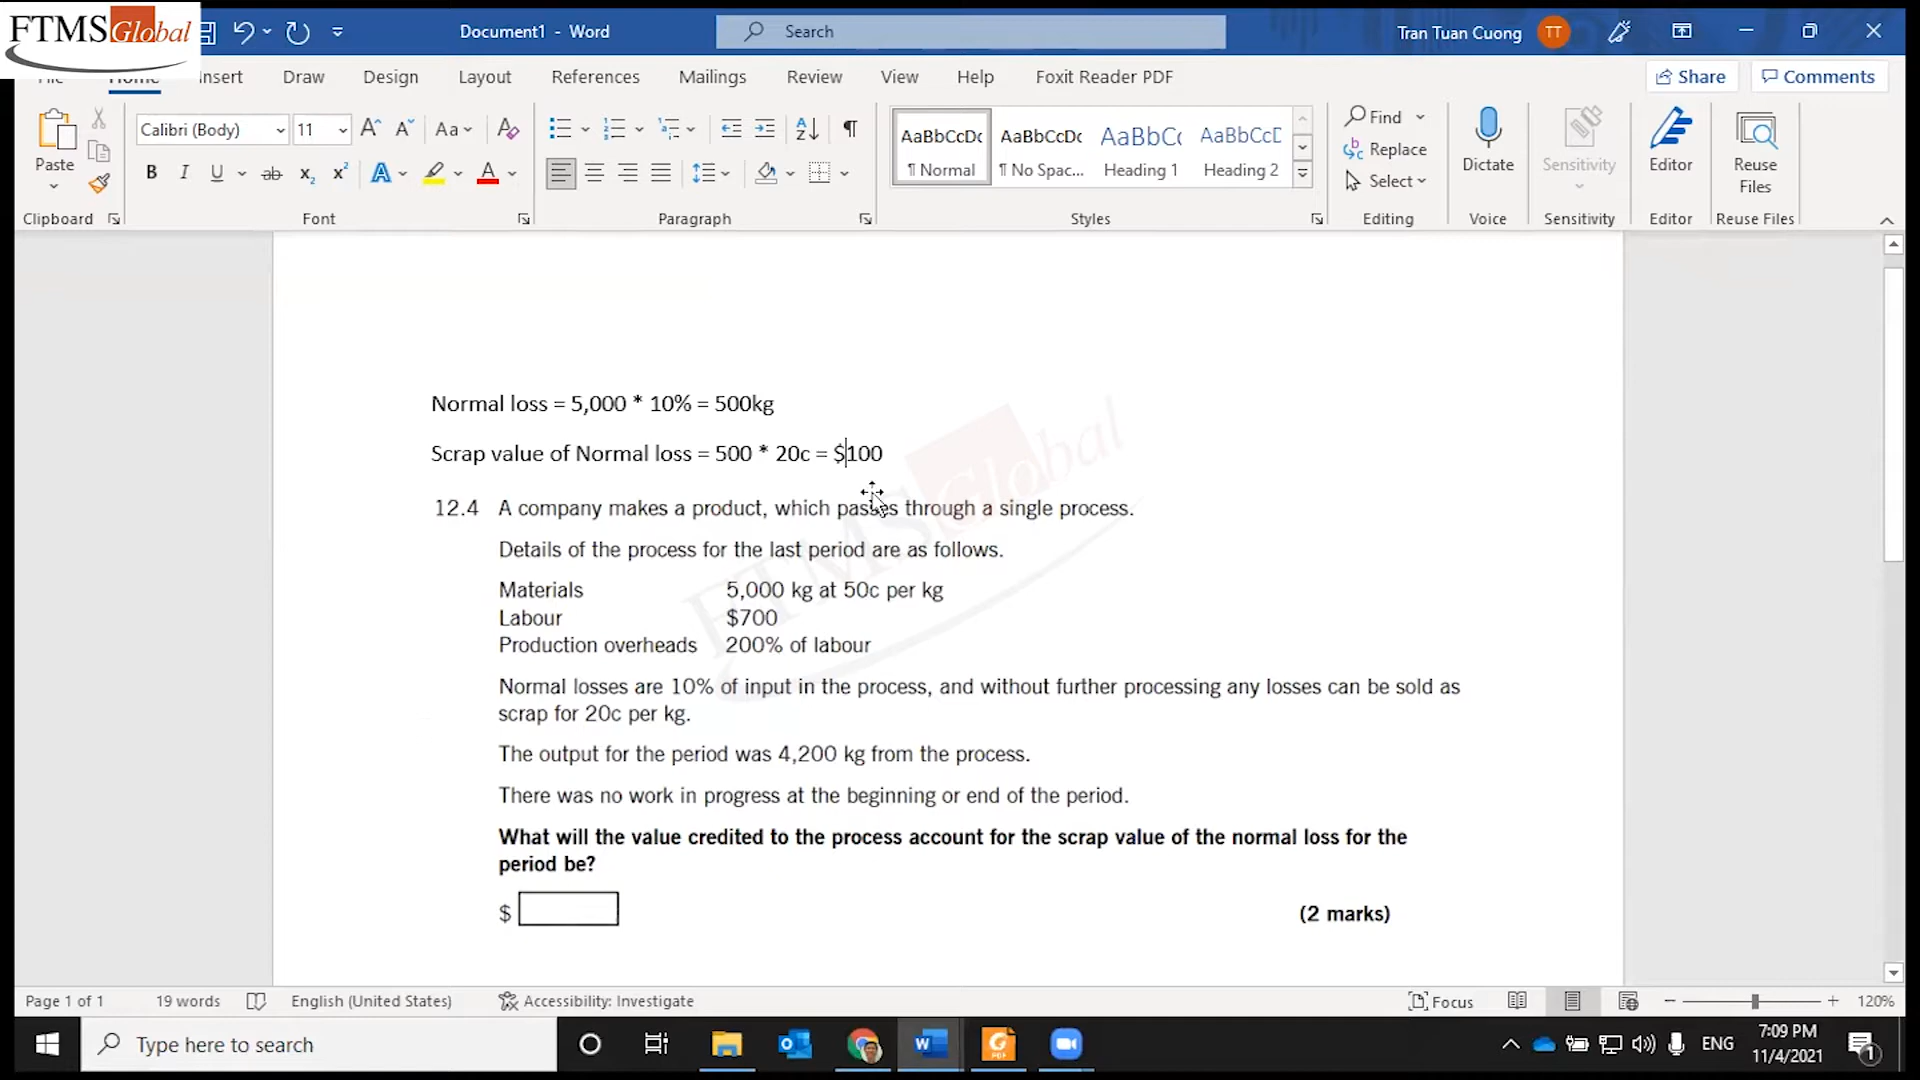 FTMSGlobal
Document1 - Word
Search
Tran Tuan Cuong
TT
File
Home
Insert
Draw
Design
Layout
References
Mailings
Review
View
Help
Foxit Reader PDF
Share
Comments
Paste
Calibri (Body)
11
Aa
AaBbCcDc
¶ Normal
AaBbCcDc
¶ No Spac...
AaBbC(
Heading 1
AaBbCcE
Heading 2
Find
Replace
Select
Dictate
Sensitivity
Editor
Reuse
Files
Clipboard
Font
Paragraph
Styles
Editing
Voice
Sensitivity
Editor
Reuse Files
Normal loss = 5,000 * 10% = 500kg
Scrap value of Normal loss = 500 * 20c = $100
12.4 A company makes a product, which passes through a single process.
Details of the process for the last period are as follows.
Materials 5,000 kg at 50c per kg
Labour $700
Production overheads 200% of labour
Normal losses are 10% of input in the process, and without further processing any losses can be sold as
scrap for 20c per kg.
The output for the period was 4,200 kg from the process.
There was no work in progress at the beginning or end of the period.
What will the value credited to the process account for the scrap value of the normal loss for the
period be?
$
(2 marks)
FTMSGlobal
Page 1 of 1
19 words
English (United States)
Accessibility: Investigate
Focus
120%
Type here to search
ENG
7:09 PM
11/4/2021
1